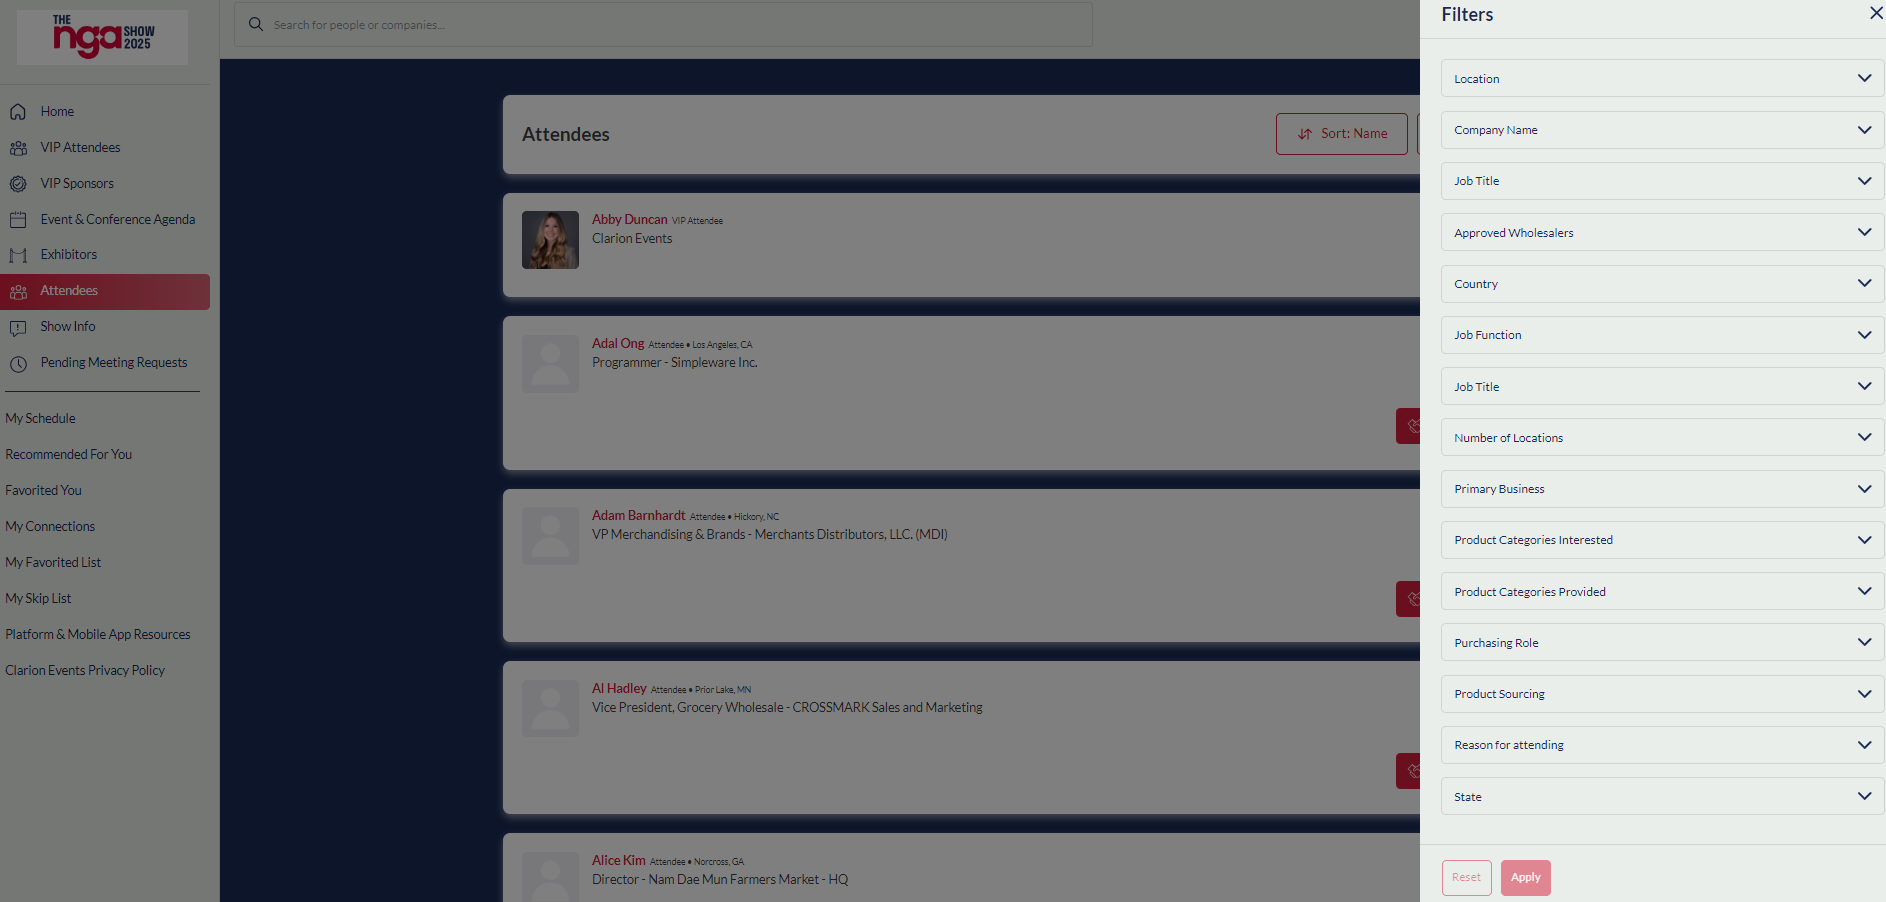 THE
nga SHOW
2025
Home
VIP Attendees
VIP Sponsors
Event & Conference Agenda
Exhibitors
Attendees
Show Info
Pending Meeting Requests
My Schedule
Recommended For You
Favorited You
My Connections
My Favorited List
My Skip List
Platform & Mobile App Resources
Clarion Events Privacy Policy
Search for people or companies...
Attendees
Sort: Name
Abby Duncan VIP Attendee
Clarion Events
Adal Ong Attendee • Los Angeles, CA
Programmer - Simpleware Inc.
Adam Barnhardt Attendee • Hickory, NC
VP Merchandising & Brands - Merchants Distributors, LLC. (MDI)
Al Hadley Attendee • Prior Lake, MN
Vice President, Grocery Wholesale - CROSSMARK Sales and Marketing
Alice Kim Attendee • Norcross, GA
Director - Nam Dae Mun Farmers Market - HQ
Filters
Location
Company Name
Job Title
Approved Wholesalers
Country
Job Function
Job Title
Number of Locations
Primary Business
Product Categories Interested
Product Categories Provided
Purchasing Role
Product Sourcing
Reason for attending
State
Reset
Apply